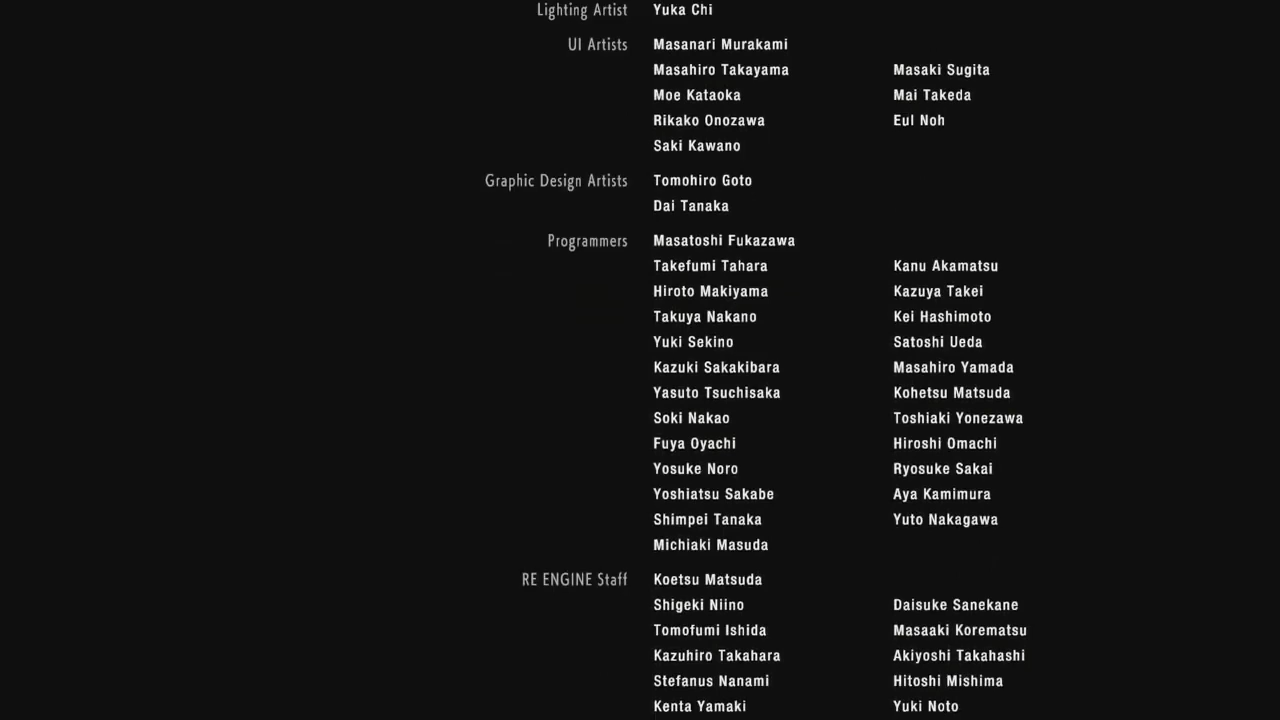 Lighting Artist Yuka Chi
UI Artists Masanari Murakami
Masahiro Takayama Masaki Sugita
Moe Kataoka Mai Takeda
Rikako Onozawa Eul Noh
Saki Kawano
Graphic Design Artists Tomohiro Goto
Dai Tanaka
Programmers Masatoshi Fukazawa
Takefumi Tahara Kanu Akamatsu
Hiroto Makiyama Kazuya Takei
Takuya Nakano Kei Hashimoto
Yuki Sekino Satoshi Ueda
Kazuki Sakakibara Masahiro Yamada
Yasuto Tsuchisaka Kohetsu Matsuda
Soki Nakao Toshiaki Yonezawa
Fuya Oyachi Hiroshi Omachi
Yosuke Noro Ryosuke Sakai
Yoshiatsu Sakabe Aya Kamimura
Shimpei Tanaka Yuto Nakagawa
Michiaki Masuda
RE ENGINE Staff Koetsu Matsuda
Shigeki Niino Daisuke Sanekane
Tomofumi Ishida Masaaki Korematsu
Kazuhiro Takahara Akiyoshi Takahashi
Stefanus Nanami Hitoshi Mishima
Kenta Yamaki Yuki Noto